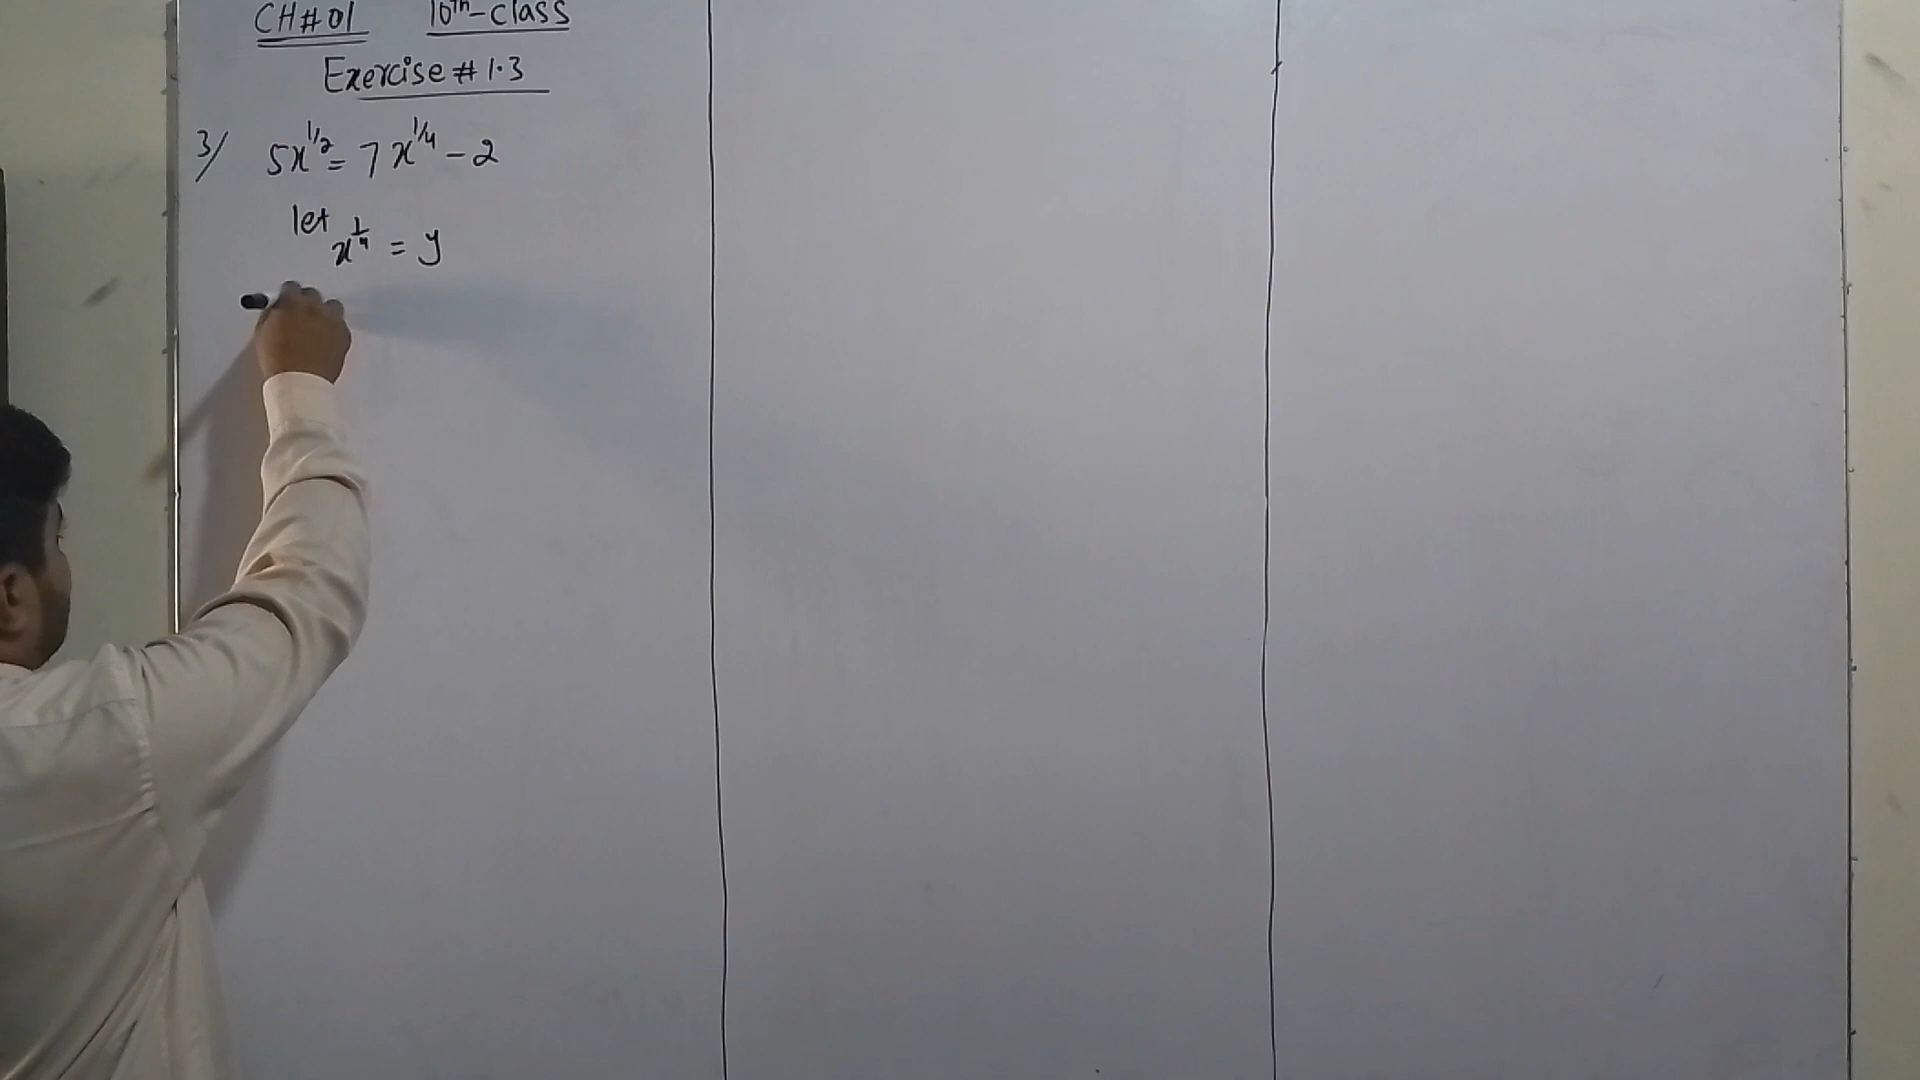 CH#01 10th-class
Exercise # 1.3
3/ 5x^1/2 = 7x^1/4 - 2
let x^1/4 = y